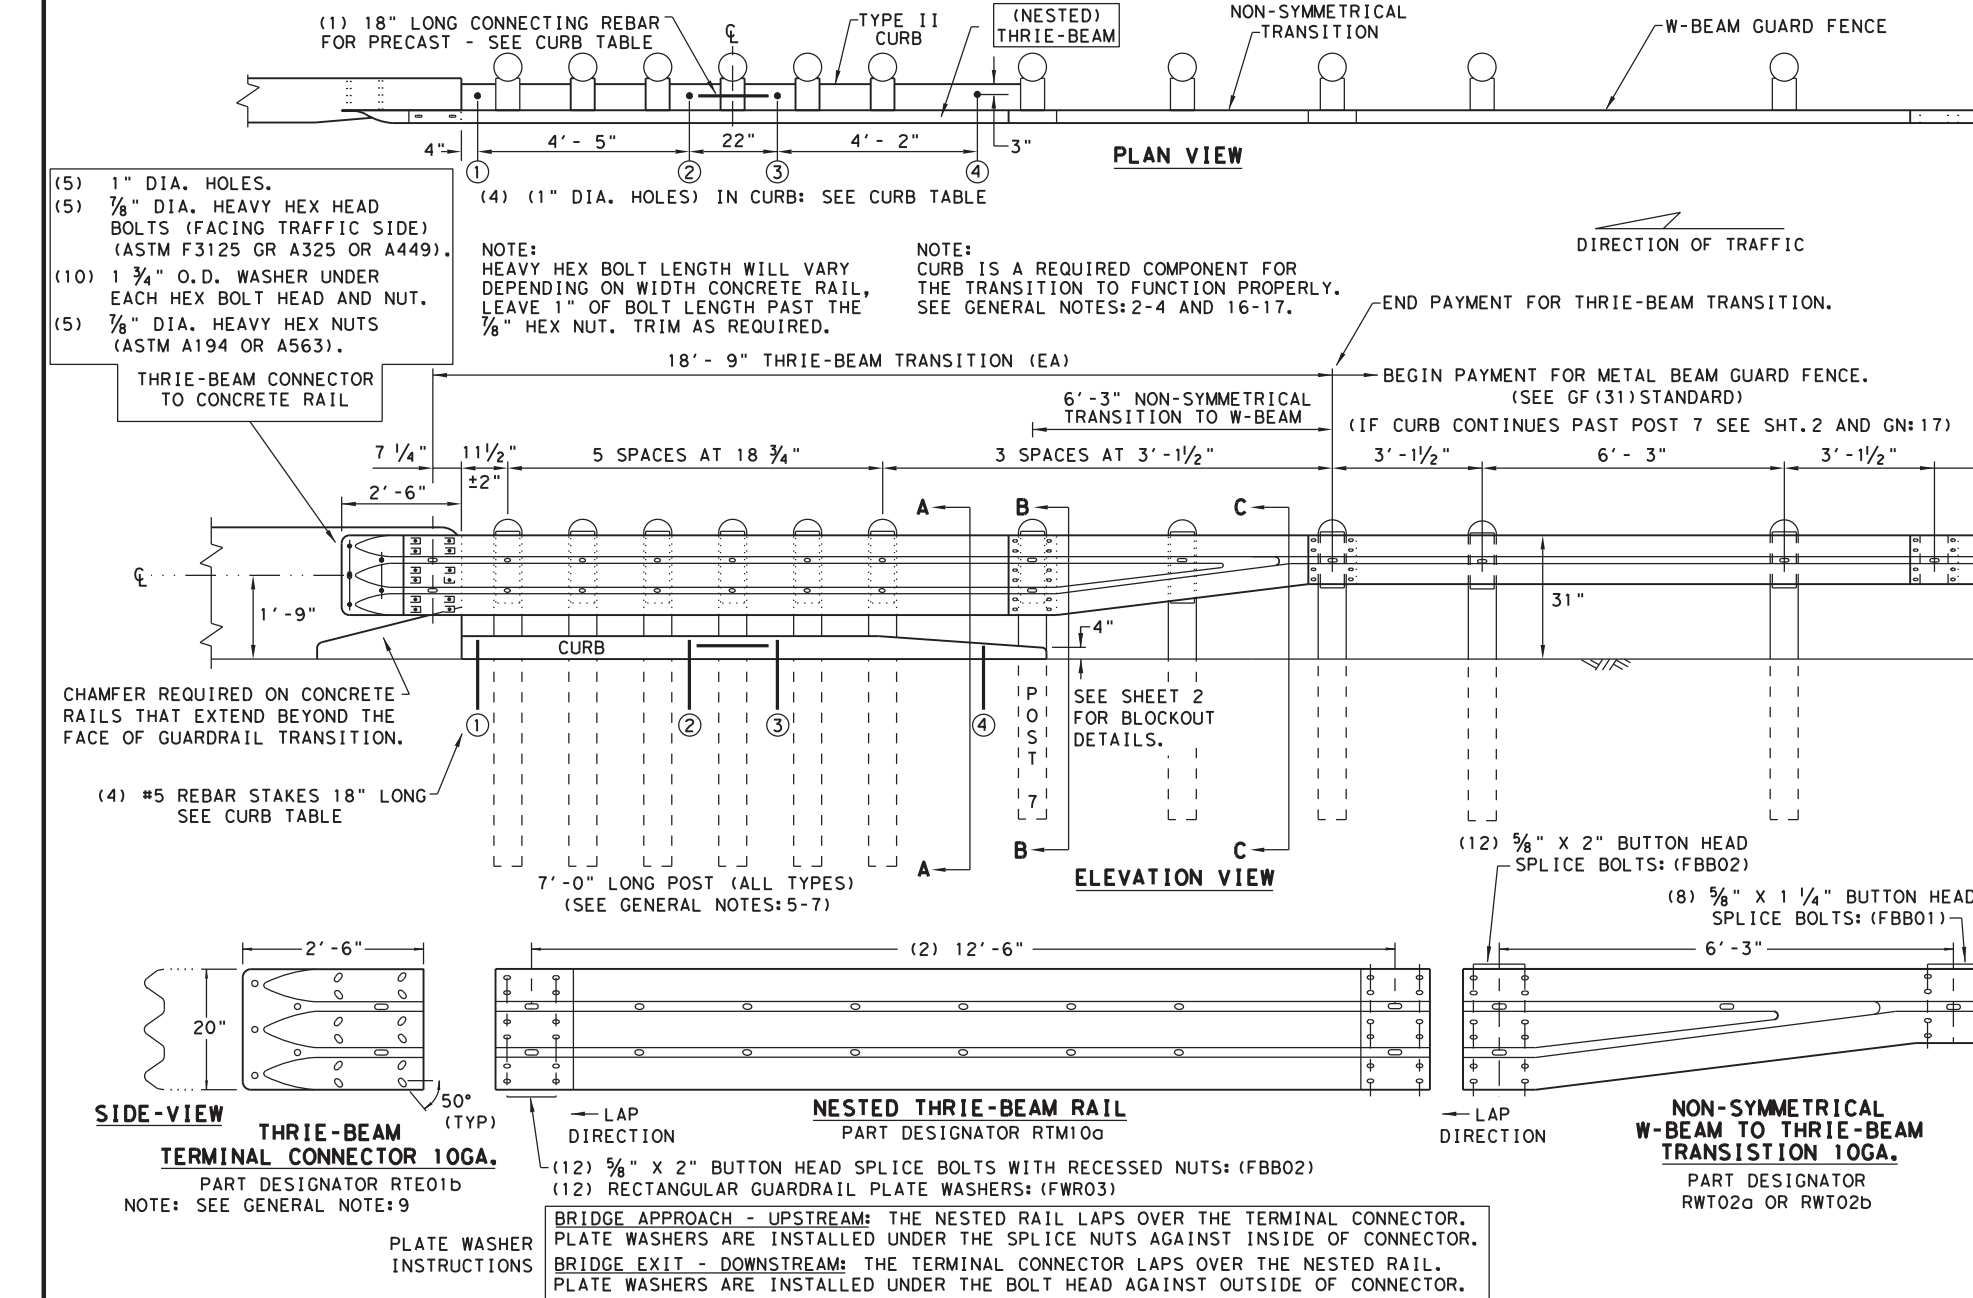 (1) 18" LONG CONNECTING REBAR
FOR PRECAST - SEE CURB TABLE
℄
TYPE II
CURB
(NESTED)
THRIE-BEAM
NON-SYMMETRICAL
TRANSITION
W-BEAM GUARD FENCE
4"
4'- 5"
22"
4'- 2"
3"
PLAN VIEW
1
2
3
4
(4) (1" DIA. HOLES) IN CURB: SEE CURB TABLE
(5) 1" DIA. HOLES.
(5) ⅞" DIA. HEAVY HEX HEAD
BOLTS (FACING TRAFFIC SIDE)
(ASTM F3125 GR A325 OR A449).
(10) 1 ¾" O.D. WASHER UNDER
EACH HEX BOLT HEAD AND NUT.
(5) ⅞" DIA. HEAVY HEX NUTS
(ASTM A194 OR A563).
THRIE-BEAM CONNECTOR
TO CONCRETE RAIL
NOTE:
HEAVY HEX BOLT LENGTH WILL VARY
DEPENDING ON WIDTH CONCRETE RAIL,
LEAVE 1" OF BOLT LENGTH PAST THE
⅞" HEX NUT. TRIM AS REQUIRED.
NOTE:
CURB IS A REQUIRED COMPONENT FOR
THE TRANSITION TO FUNCTION PROPERLY.
SEE GENERAL NOTES:2-4 AND 16-17.
DIRECTION OF TRAFFIC
END PAYMENT FOR THRIE-BEAM TRANSITION.
18'- 9" THRIE-BEAM TRANSITION (EA)
BEGIN PAYMENT FOR METAL BEAM GUARD FENCE.
(SEE GF(31)STANDARD)
6'-3" NON-SYMMETRICAL
TRANSITION TO W-BEAM
(IF CURB CONTINUES PAST POST 7 SEE SHT.2 AND GN:17)
7 ¼"
11½"
±2"
5 SPACES AT 18 ¾"
3 SPACES AT 3'-1½"
3'-1½"
6'- 3"
3'-1½"
2'-6"
A
B
C
℄
1'-9"
31"
CURB
4"
CHAMFER REQUIRED ON CONCRETE
RAILS THAT EXTEND BEYOND THE
FACE OF GUARDRAIL TRANSITION.
1
2
3
4
POST 7
SEE SHEET 2
FOR BLOCKOUT
DETAILS.
(4) #5 REBAR STAKES 18" LONG
SEE CURB TABLE
A
B
C
7'-0" LONG POST (ALL TYPES)
(SEE GENERAL NOTES:5-7)
ELEVATION VIEW
(12) ⅝" X 2" BUTTON HEAD
SPLICE BOLTS:(FBB02)
(8) ⅝" X 1 ¼" BUTTON HEAD
SPLICE BOLTS:(FBB01)
2'-6"
(2) 12'-6"
6'-3"
20"
50°
(TYP)
SIDE-VIEW
THRIE-BEAM
TERMINAL CONNECTOR 10GA.
PART DESIGNATOR RTE01b
NOTE: SEE GENERAL NOTE:9
LAP
DIRECTION
NESTED THRIE-BEAM RAIL
PART DESIGNATOR RTM10a
LAP
DIRECTION
NON-SYMMETRICAL
W-BEAM TO THRIE-BEAM
TRANSISTION 10GA.
PART DESIGNATOR
RWT02a OR RWT02b
(12) ⅝" X 2" BUTTON HEAD SPLICE BOLTS WITH RECESSED NUTS:(FBB02)
(12) RECTANGULAR GUARDRAIL PLATE WASHERS:(FWR03)
PLATE WASHER
INSTRUCTIONS
BRIDGE APPROACH - UPSTREAM: THE NESTED RAIL LAPS OVER THE TERMINAL CONNECTOR.
PLATE WASHERS ARE INSTALLED UNDER THE SPLICE NUTS AGAINST INSIDE OF CONNECTOR.
BRIDGE EXIT - DOWNSTREAM: THE TERMINAL CONNECTOR LAPS OVER THE NESTED RAIL.
PLATE WASHERS ARE INSTALLED UNDER THE BOLT HEAD AGAINST OUTSIDE OF CONNECTOR.